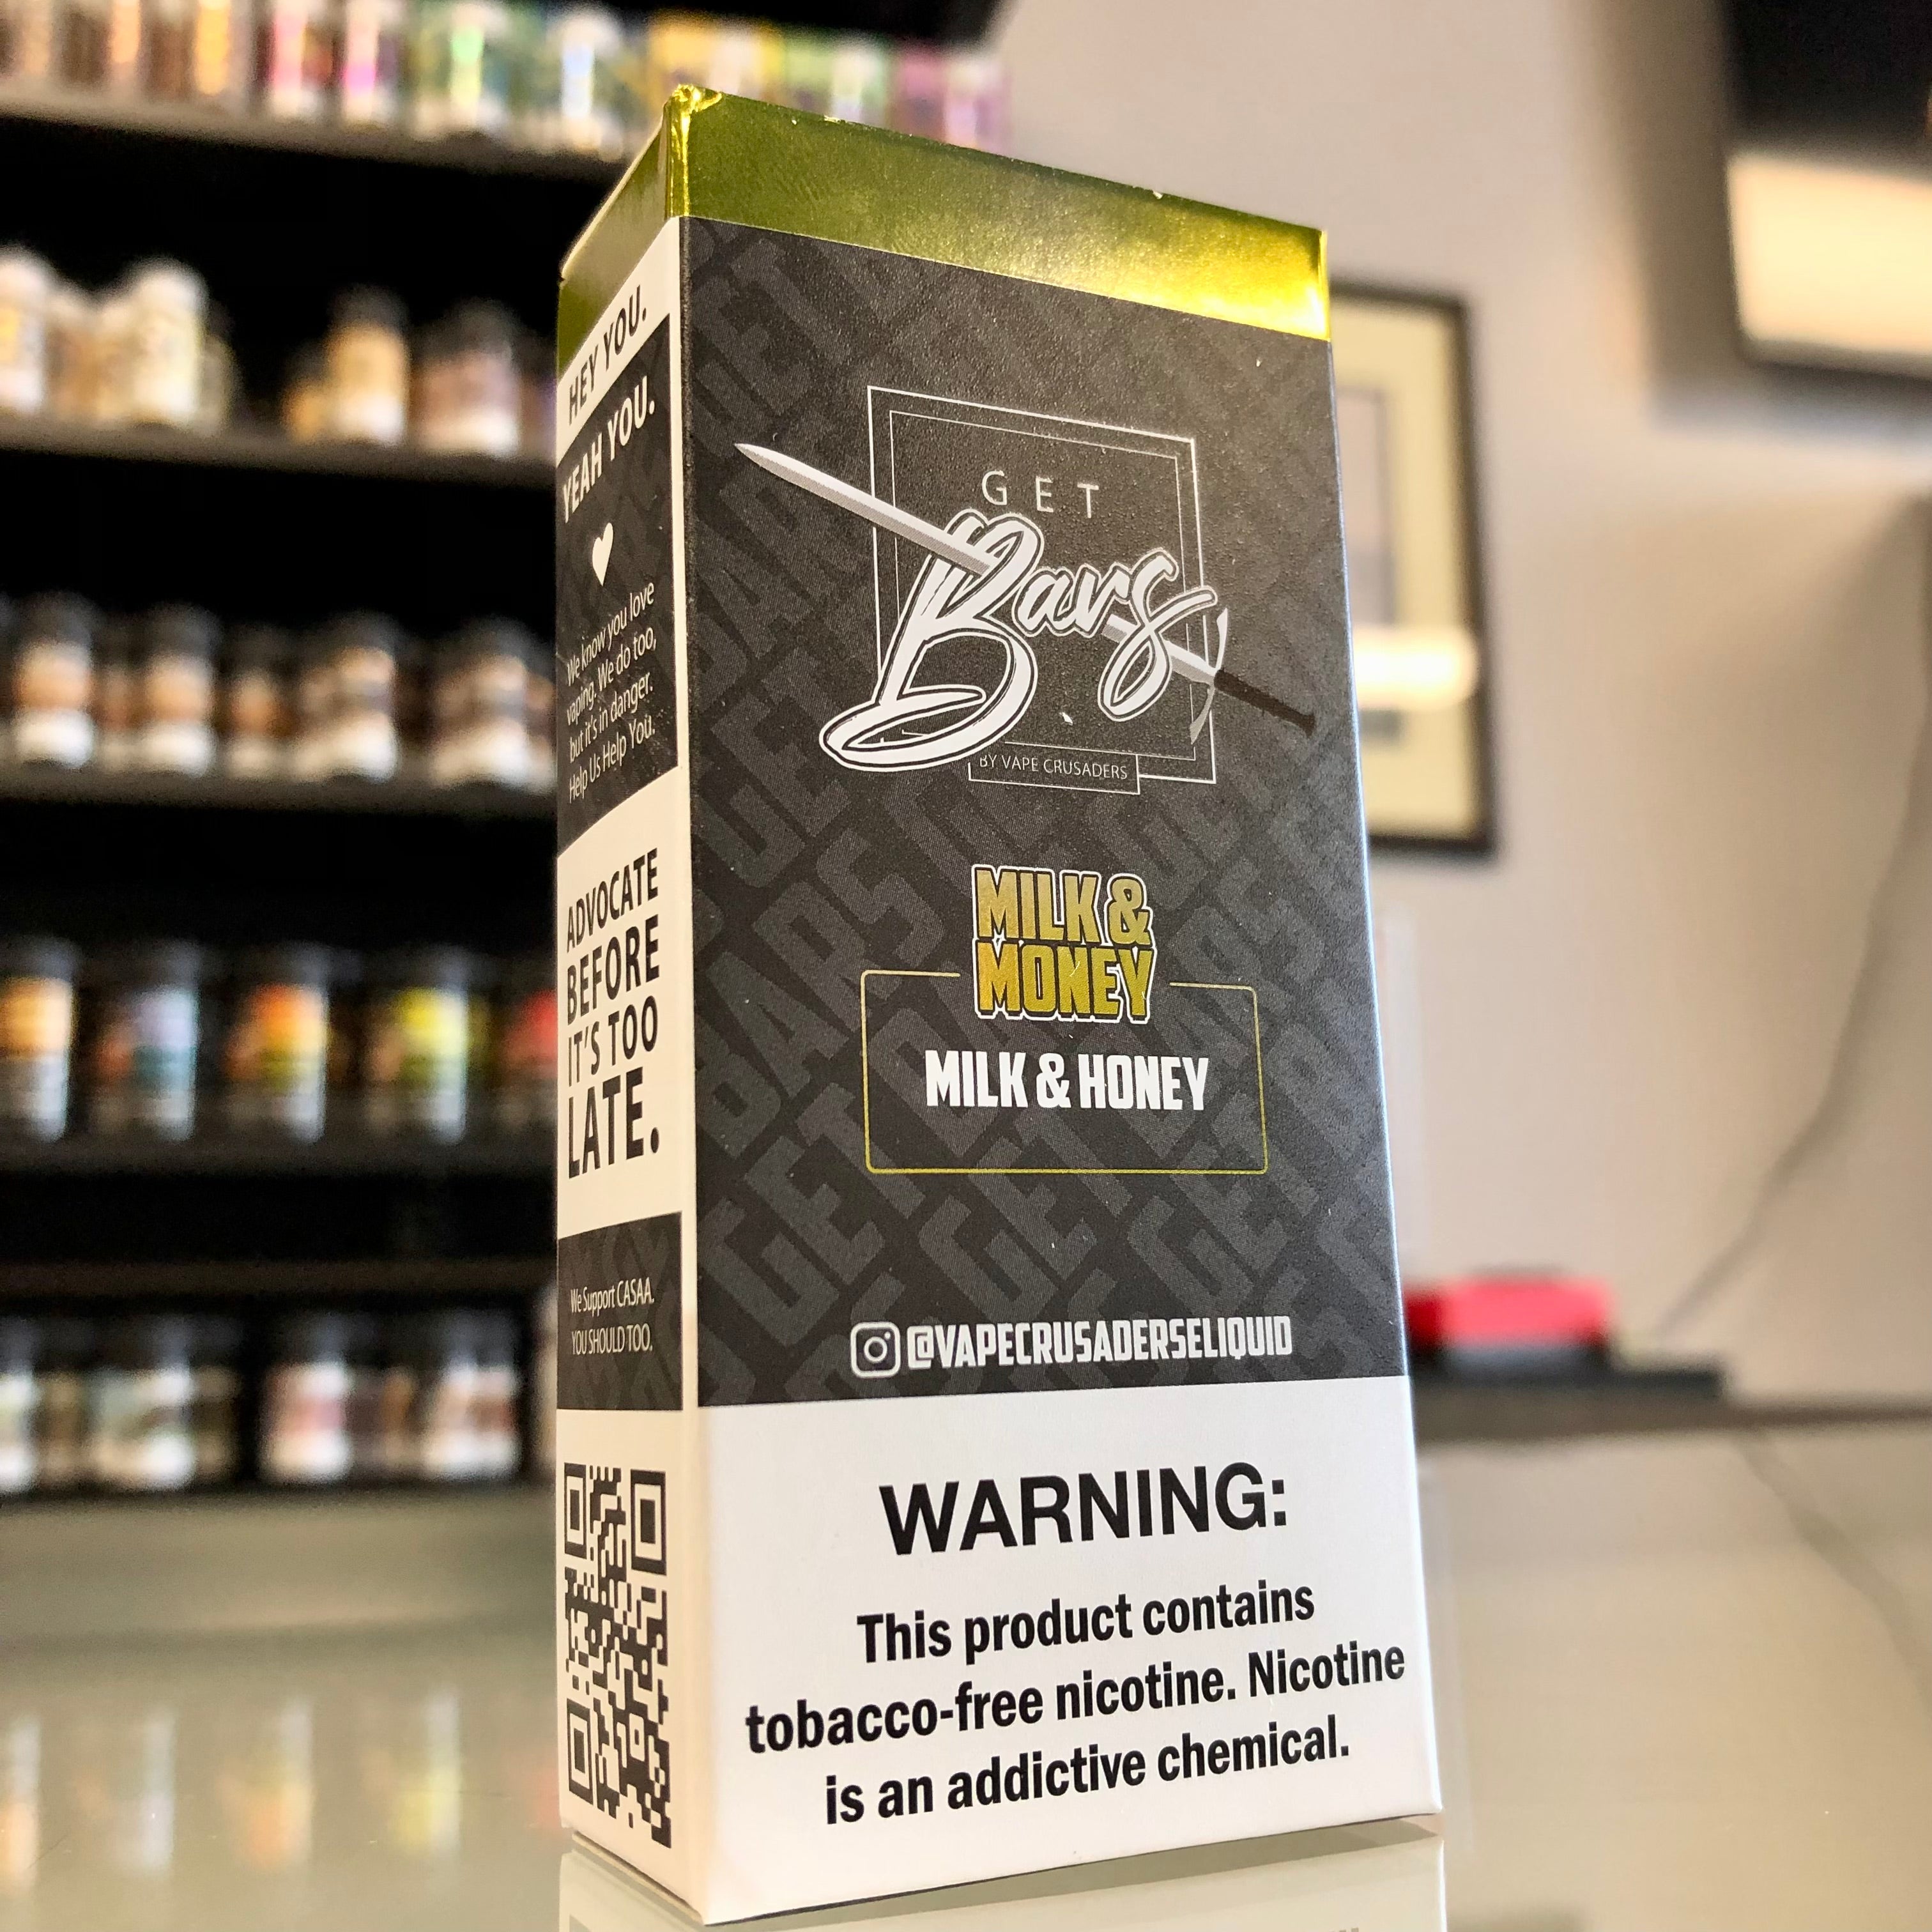 HEY YOU.
YEAH YOU.
We know you love
vaping. We do too,
but it's in danger.
Help Us Help You.
ADVOCATE
BEFORE
IT'S TOO
LATE.
We Support CASAA.
YOU SHOULD TOO.
GET
Bars
BY VAPE CRUSADERS
MILK &
MONEY
MILK & HONEY
@VAPECRUSADERSELIQUID
WARNING:
This product contains
tobacco-free nicotine. Nicotine
is an addictive chemical.